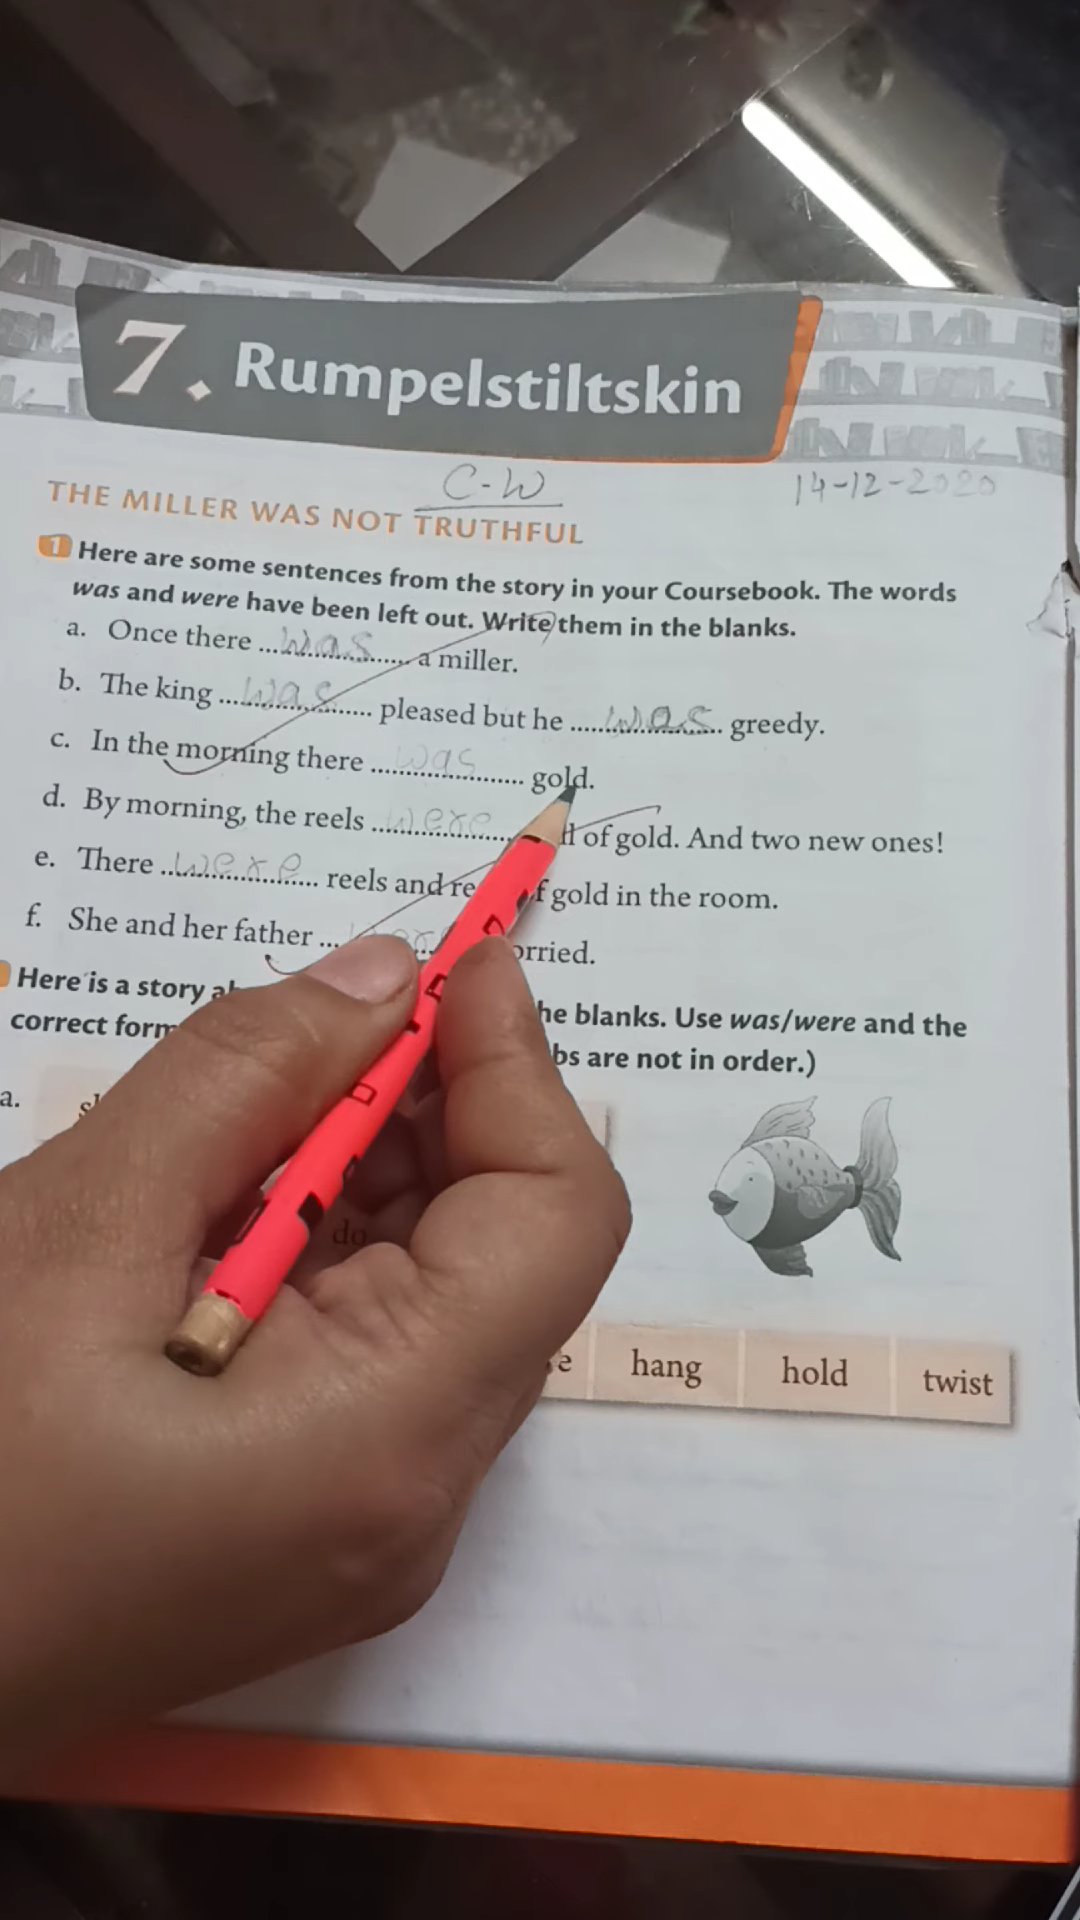 7. Rumpelstiltskin
C-W
14-12-2020
THE MILLER WAS NOT TRUTHFUL
1 Here are some sentences from the story in your Coursebook. The words
was and were have been left out. Write them in the blanks.
a. Once there ...was... a miller.
b. The king ...was... pleased but he ...was... greedy.
c. In the morning there ...was... gold.
d. By morning, the reels ...were... of gold. And two new ones!
e. There ...were... reels and of gold in the room.
f. She and her father ...
Here is a story he blanks. Use was/were and the
correct form bs are not in order.)
a.
do
hang hold twist